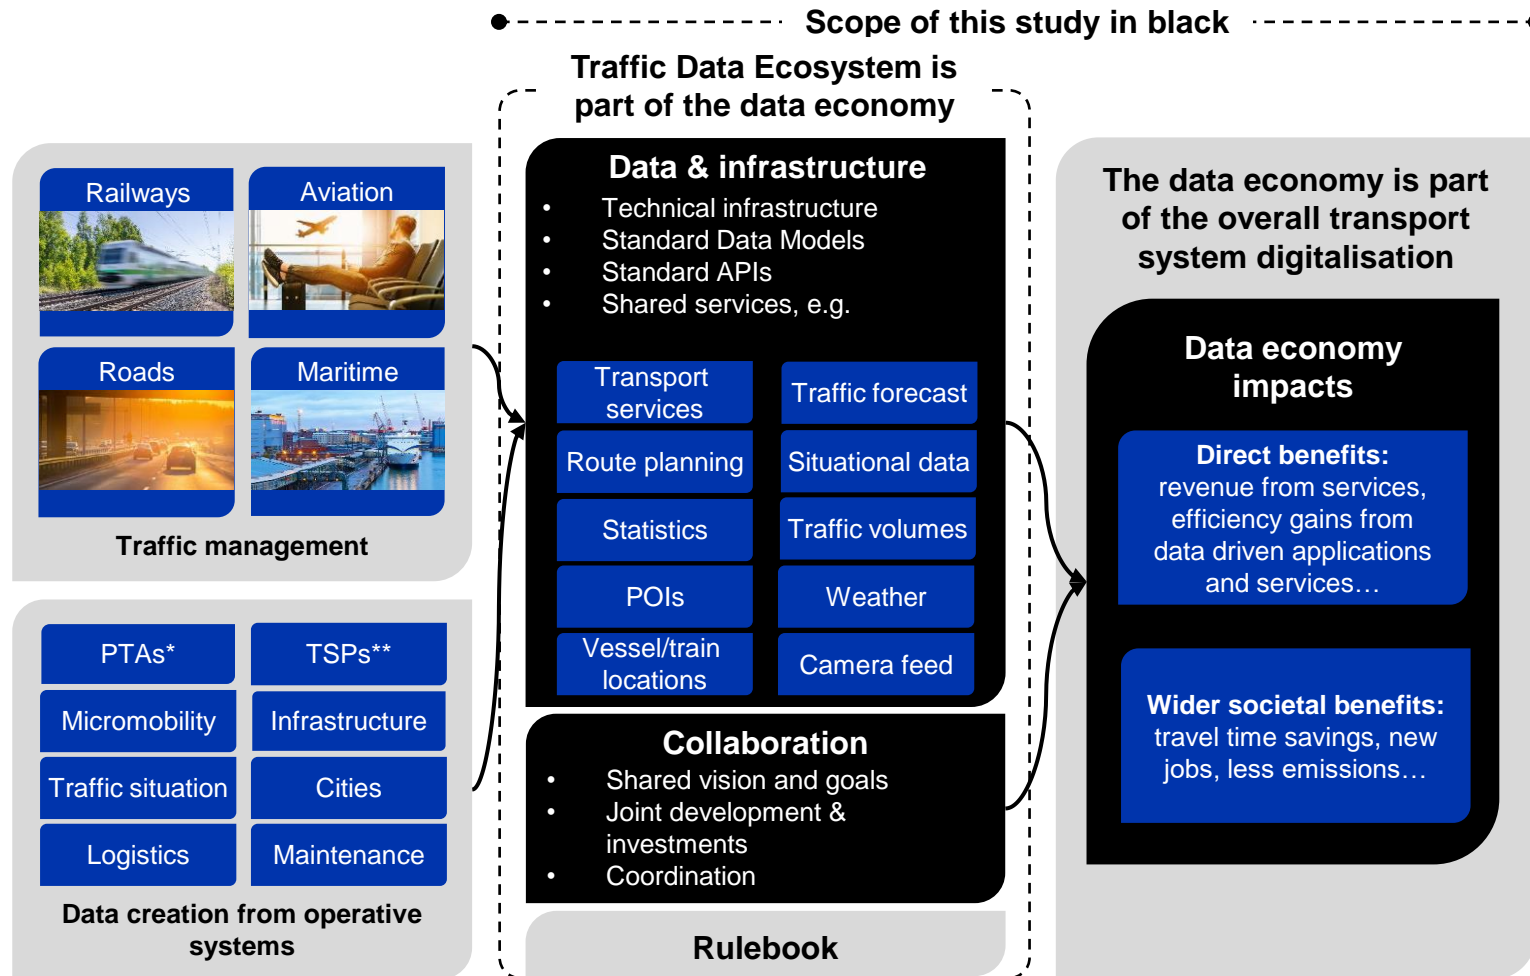 Scope of this study in black
Traffic Data Ecosystem is
part of the data economy
Railways
Aviation
Roads
Maritime
Traffic management
PTAs*
TSPs**
Micromobility
Infrastructure
Traffic situation
Cities
Logistics
Maintenance
Data creation from operative
systems
Data & infrastructure
• Technical infrastructure
• Standard Data Models
• Standard APIs
• Shared services, e.g.
Transport
services
Traffic forecast
Route planning
Situational data
Statistics
Traffic volumes
POIs
Weather
Vessel/train
locations
Camera feed
Collaboration
• Shared vision and goals
• Joint development &
investments
• Coordination
Rulebook
The data economy is part
of the overall transport
system digitalisation
Data economy
impacts
Direct benefits:
revenue from services,
efficiency gains from
data driven applications
and services…
Wider societal benefits:
travel time savings, new
jobs, less emissions…